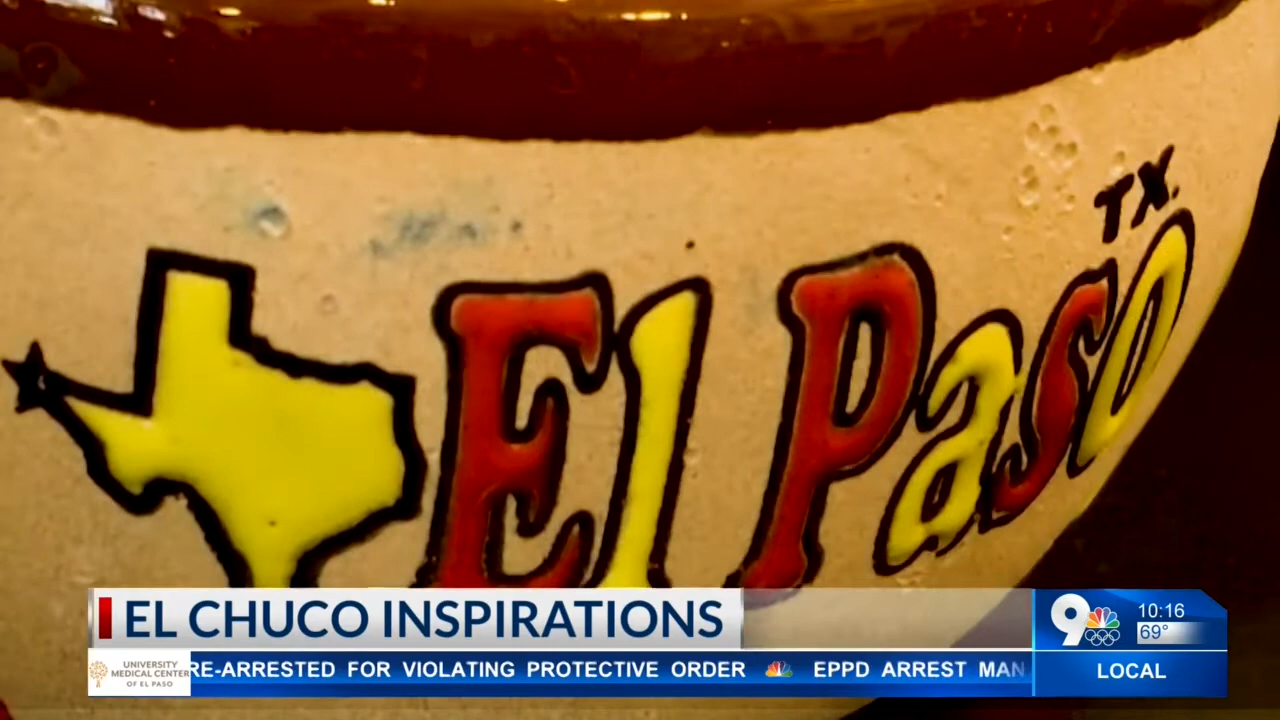 TX.
El Paso
EL CHUCO INSPIRATIONS
9
10:16
69°
UNIVERSITY
MEDICAL CENTER
OF EL PASO
RE-ARRESTED FOR VIOLATING PROTECTIVE ORDER EPPD ARREST MAN
LOCAL